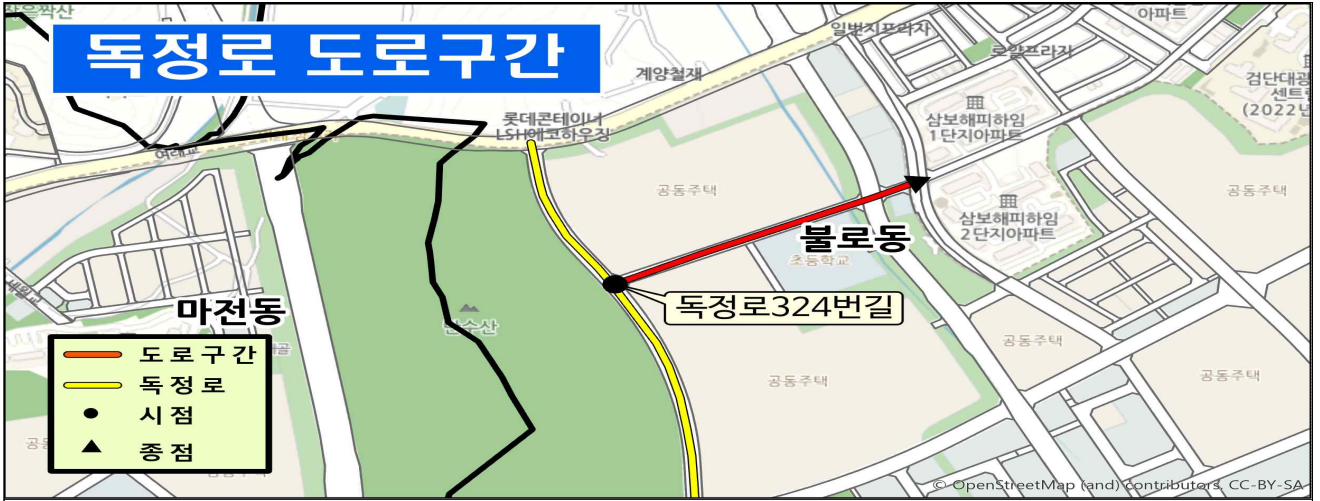 독정로 도로구간
아파트
일번지프라자
로얄프라자
계양철재
검단대광
센트럴
(2022년
롯데콘테이너
LSH에코하우징
삼보해피하임
1단지아파트
여래교
공동주택
공동주택
삼보해피하임
2단지아파트
불로동
초등학교
마전동
독정로324번길
만수산
공동주택
공동주택
공동주택
도로구간
독정로
시점
종점
© OpenStreetMap (and) contributors, CC-BY-SA